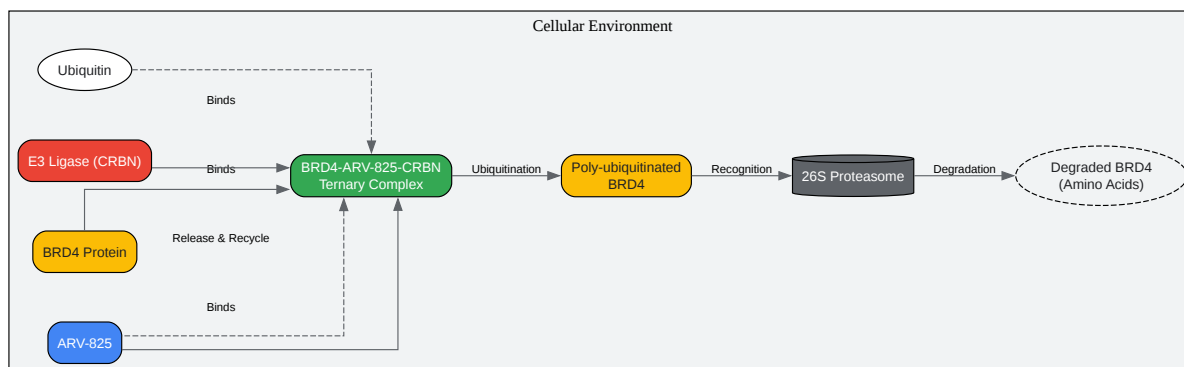 Cellular Environment
Ubiquitin
Binds
E3 Ligase (CRBN)
Binds
BRD4-ARV-825-CRBN
Ternary Complex
Ubiquitination
Poly-ubiquitinated
BRD4
Recognition
26S Proteasome
Degradation
Degraded BRD4
(Amino Acids)
BRD4 Protein
Release & Recycle
Binds
ARV-825